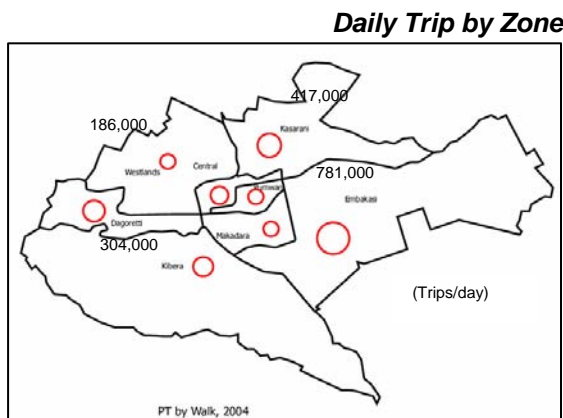 Daily Trip by Zone
417,000
186,000
Kasarani
Westlands
Central
781,000
Pumwani
Embakasi
Dagoretti
Makadara
304,000
Kibera
(Trips/day)
PT by Walk, 2004